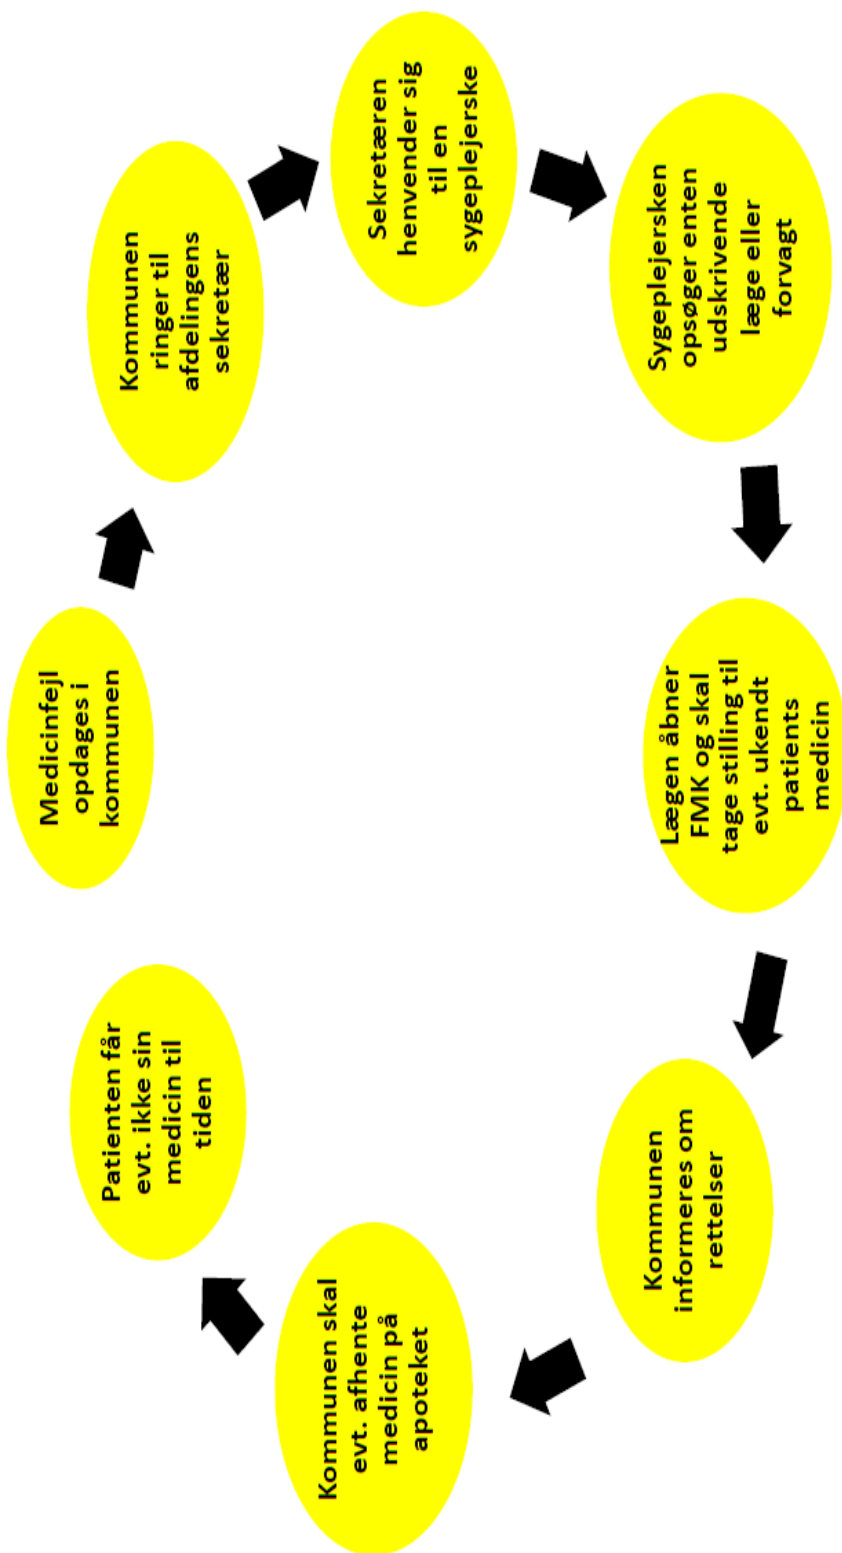 Medicinfejl
opdages i
kommunen
Kommunen
ringer til
afdelingens
sekretær
Sekretæren
henvender sig
til en
sygeplejerske
Sygeplejersken
opsøger enten
udskrivende
læge eller
forvagt
Lægen åbner
FMK og skal
tage stilling til
evt. ukendt
patients
medicin
Kommunen
informeres om
rettelser
Kommunen skal
evt. afhente
medicin på
apoteket
Patienten får
evt. ikke sin
medicin til
tiden